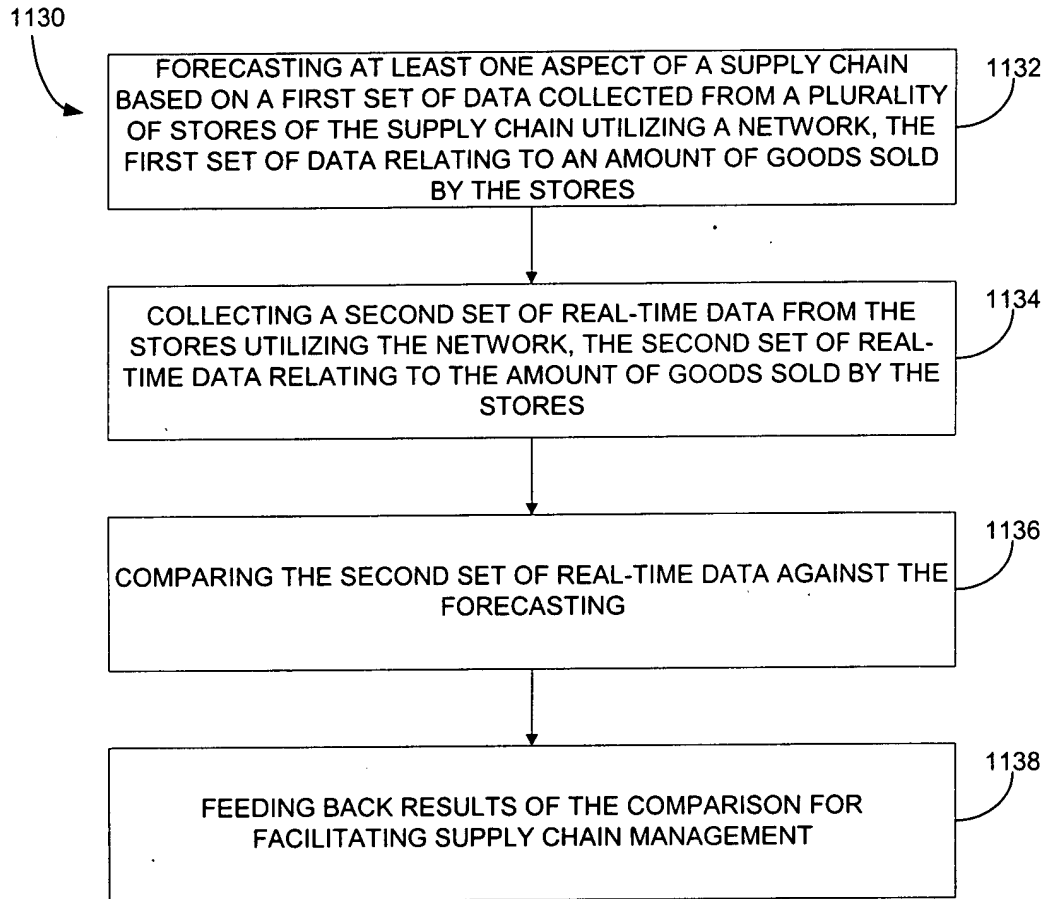 1130
FORECASTING AT LEAST ONE ASPECT OF A SUPPLY CHAIN
BASED ON A FIRST SET OF DATA COLLECTED FROM A PLURALITY
OF STORES OF THE SUPPLY CHAIN UTILIZING A NETWORK, THE
FIRST SET OF DATA RELATING TO AN AMOUNT OF GOODS SOLD
BY THE STORES
1132
COLLECTING A SECOND SET OF REAL-TIME DATA FROM THE
STORES UTILIZING THE NETWORK, THE SECOND SET OF REAL-
TIME DATA RELATING TO THE AMOUNT OF GOODS SOLD BY THE
STORES
1134
COMPARING THE SECOND SET OF REAL-TIME DATA AGAINST THE
FORECASTING
1136
FEEDING BACK RESULTS OF THE COMPARISON FOR
FACILITATING SUPPLY CHAIN MANAGEMENT
1138